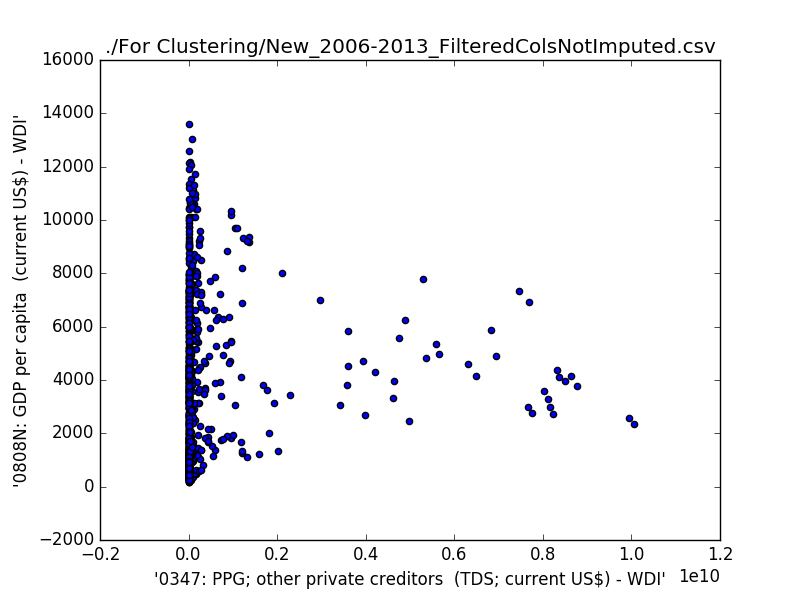 ./For Clustering/New_2006-2013_FilteredColsNotImputed.csv
16000
14000
12000
10000
8000
6000
4000
2000
0
−2000
'0808N: GDP per capita  (current US$) - WDI'
−0.2 0.0 0.2 0.4 0.6 0.8 1.0 1.2
1e10
'0347: PPG; other private creditors  (TDS; current US$) - WDI'